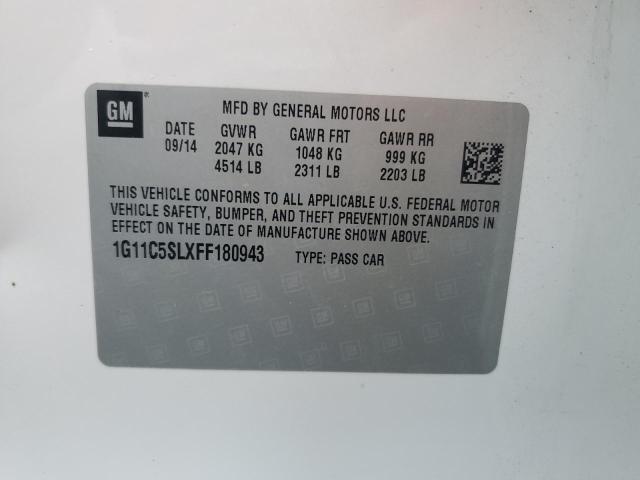 GM
MFD BY GENERAL MOTORS LLC
DATE GVWR GAWR FRT GAWR RR
09/14 2047 KG 1048 KG 999 KG
4514 LB 2311 LB 2203 LB
THIS VEHICLE CONFORMS TO ALL APPLICABLE U.S. FEDERAL MOTOR
VEHICLE SAFETY, BUMPER, AND THEFT PREVENTION STANDARDS IN
EFFECT ON THE DATE OF MANUFACTURE SHOWN ABOVE.
1G11C5SLXFF180943 TYPE: PASS CAR